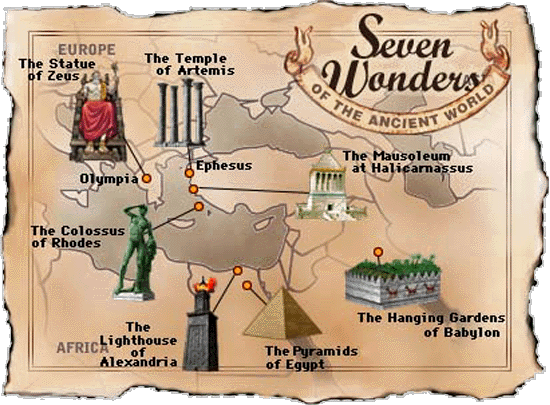 Seven
Wonders
OF THE ANCIENT WORLD
EUROPE
The Statue
of Zeus
The Temple
of Artemis
Olympia
Ephesus
The Mausoleum
at Halicarnassus
The Colossus
of Rhodes
The Hanging Gardens
of Babylon
AFRICA
The
Lighthouse
of
Alexandria
The Pyramids
of Egypt